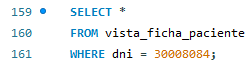 159 SELECT *
160 FROM vista_ficha_paciente
161 WHERE dni = 30008084;